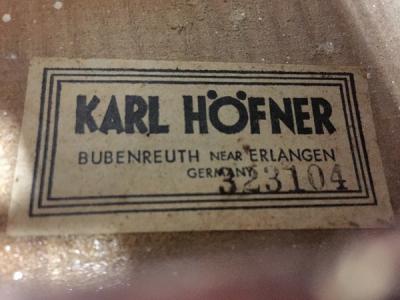 KARL HÖFNER
BUBENREUTH NEAR ERLANGEN
GERMANY
323104